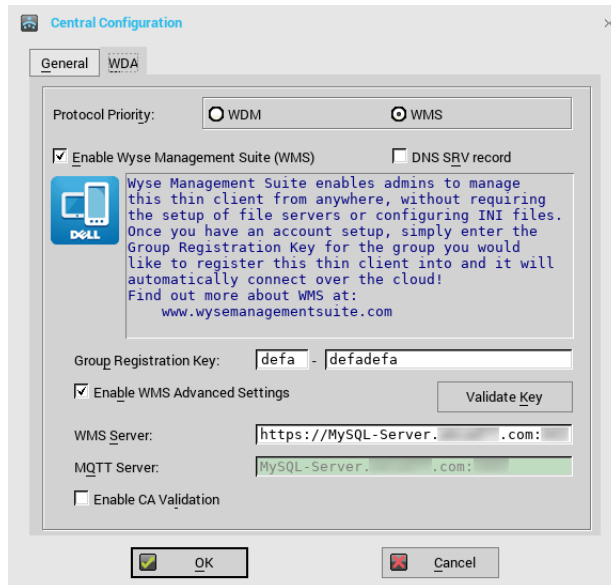 Central Configuration
General WDA
Protocol Priority: WDM WMS
Enable Wyse Management Suite (WMS) DNS SRV record
Wyse Management Suite enables admins to manage
this thin client from anywhere, without requiring
the setup of file servers or configuring INI files.
Once you have an account setup, simply enter the
Group Registration Key for the group you would
like to register this thin client into and it will
automatically connect over the cloud!
Find out more about WMS at:
www.wysemanagementsuite.com
DELL
Group Registration Key: defa - defadefa
Enable WMS Advanced Settings Validate Key
WMS Server: https://MySQL-Server. .com:
MQTT Server: MySQL-Server. .com:
Enable CA Validation
OK Cancel